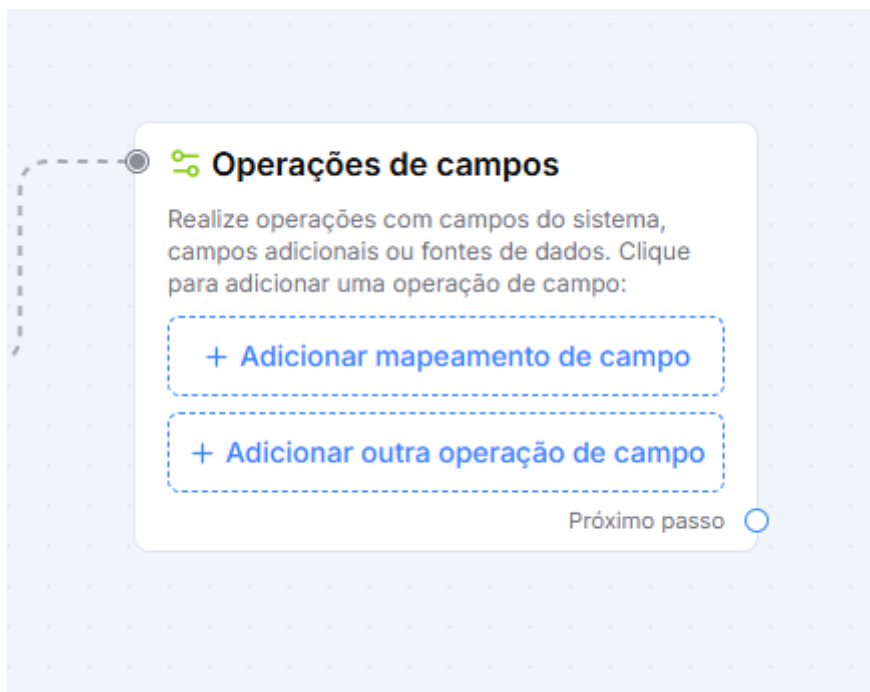 Operações de campos
Realize operações com campos do sistema,
campos adicionais ou fontes de dados. Clique
para adicionar uma operação de campo:
+ Adicionar mapeamento de campo
+ Adicionar outra operação de campo
Próximo passo